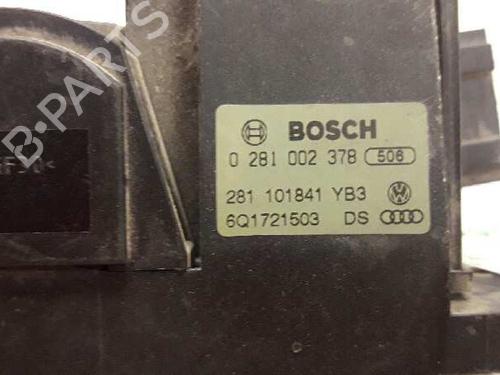 B-PARTS
BOSCH
0 281 002 378 506
281 101841 YB3
6Q1721503 DS